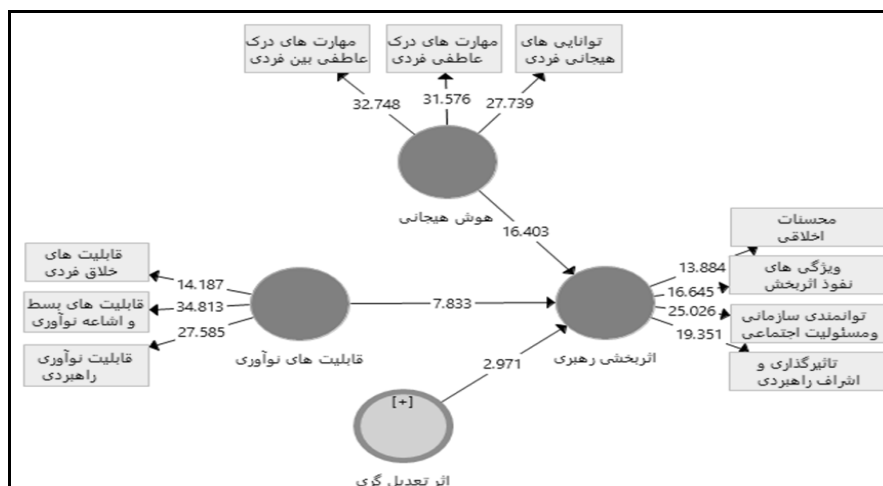 مهارت های درک
عاطفی بین فردی
مهارت های درک
عاطفی فردی
توانایی های
هیجانی فردی
32.748
31.576
27.739
هوش هیجانی
16.403
محسنات
اخلاقی
قابلیت های
خلاق فردی
13.884
ویژگی های
نفوذ اثربخش
14.187
16.645
قابلیت های بسط
و اشاعه نوآوری
34.813
7.833
25.026
توانمندی سازمانی
ومسئولیت اجتماعی
27.585
19.351
قابلیت نوآوری
راهبردی
قابلیت های نوآوری
اثربخشی رهبری
تاثیرگذاری و
اشراف راهبردی
2.971
[+]
اثر تعدیل گری